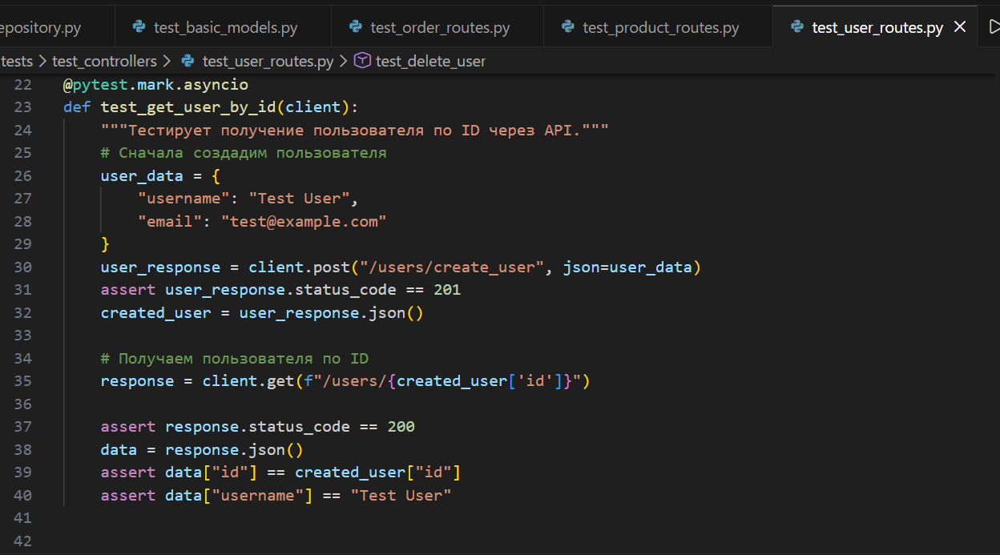 epository.py test_basic_models.py test_order_routes.py test_product_routes.py test_user_routes.py
tests > test_controllers > test_user_routes.py > test_delete_user
22 @pytest.mark.asyncio
23 def test_get_user_by_id(client):
24     """Тестирует получение пользователя по ID через API."""
25     # Сначала создадим пользователя
26     user_data = {
27         "username": "Test User",
28         "email": "test@example.com"
29     }
30     user_response = client.post("/users/create_user", json=user_data)
31     assert user_response.status_code == 201
32     created_user = user_response.json()
33
34     # Получаем пользователя по ID
35     response = client.get(f"/users/{created_user['id']}")
36
37     assert response.status_code == 200
38     data = response.json()
39     assert data["id"] == created_user["id"]
40     assert data["username"] == "Test User"
41
42